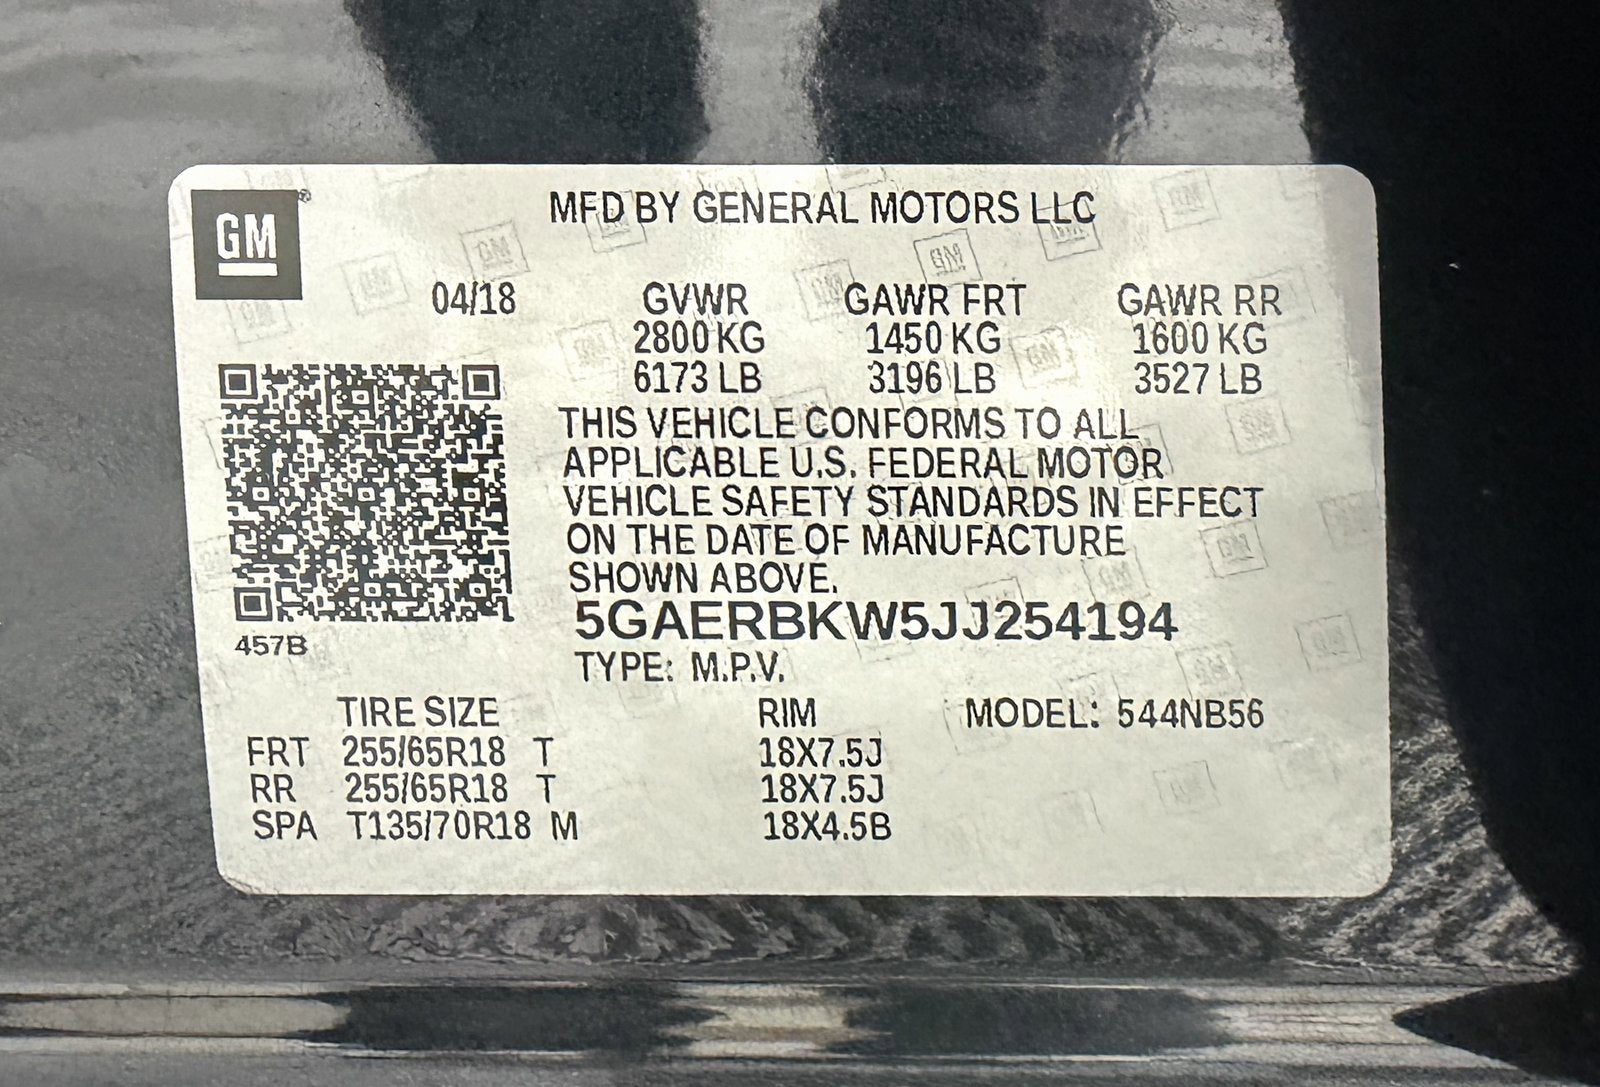 GM
MFD BY GENERAL MOTORS LLC
04/18 GVWR GAWR FRT GAWR RR
2800 KG 1450 KG 1600 KG
6173 LB 3196 LB 3527 LB
THIS VEHICLE CONFORMS TO ALL
APPLICABLE U.S. FEDERAL MOTOR
VEHICLE SAFETY STANDARDS IN EFFECT
ON THE DATE OF MANUFACTURE
SHOWN ABOVE.
5GAERBKW5JJ254194
457B
TYPE: M.P.V.
TIRE SIZE RIM MODEL: 544NB56
FRT 255/65R18 T 18X7.5J
RR 255/65R18 T 18X7.5J
SPA T135/70R18 M 18X4.5B